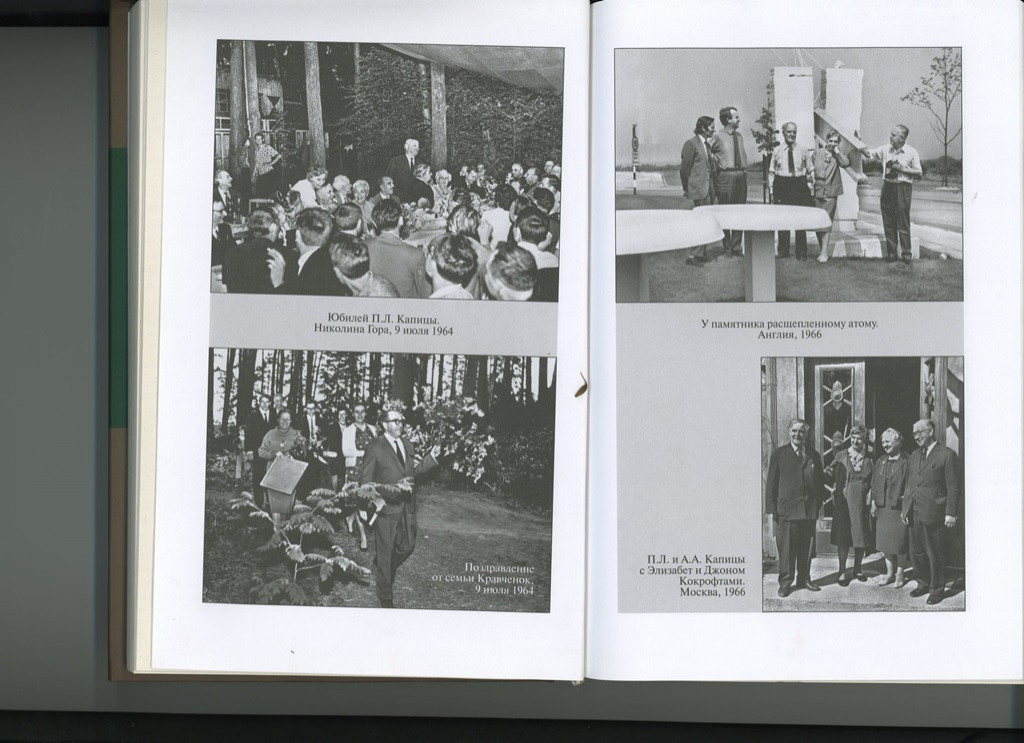 Юбилей П.Л. Капицы.
Николина Гора, 9 июля 1964
Поздравление
от семьи Кравченок,
9 июля 1964
У памятника расщепленному атому.
Англия, 1966
П.Л. и А.А. Капицы
с Элизабет и Джоном
Кокрофтами.
Москва, 1966